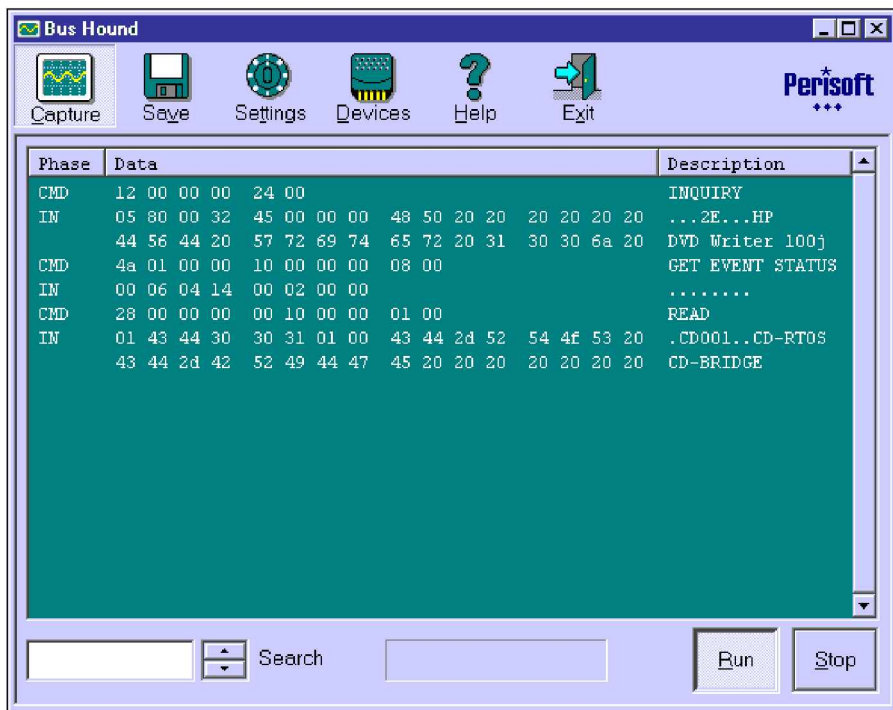 Bus Hound
Capture Save Settings Devices Help Exit
Perisoft
Phase Data Description
CMD 12 00 00 00 24 00 INQUIRY
IN 05 80 00 32 45 00 00 00 48 50 20 20 20 20 20 20 ...2E...HP
44 56 44 20 57 72 69 74 65 72 20 31 30 30 6a 20 DVD Writer 100j
CMD 4a 01 00 00 10 00 00 00 08 00 GET EVENT STATUS
IN 00 06 04 14 00 02 00 00 ........
CMD 28 00 00 00 00 10 00 00 01 00 READ
IN 01 43 44 30 30 31 01 00 43 44 2d 52 54 4f 53 20 .CD001..CD-RTOS
43 44 2d 42 52 49 44 47 45 20 20 20 20 20 20 20 CD-BRIDGE
Search
Run Stop